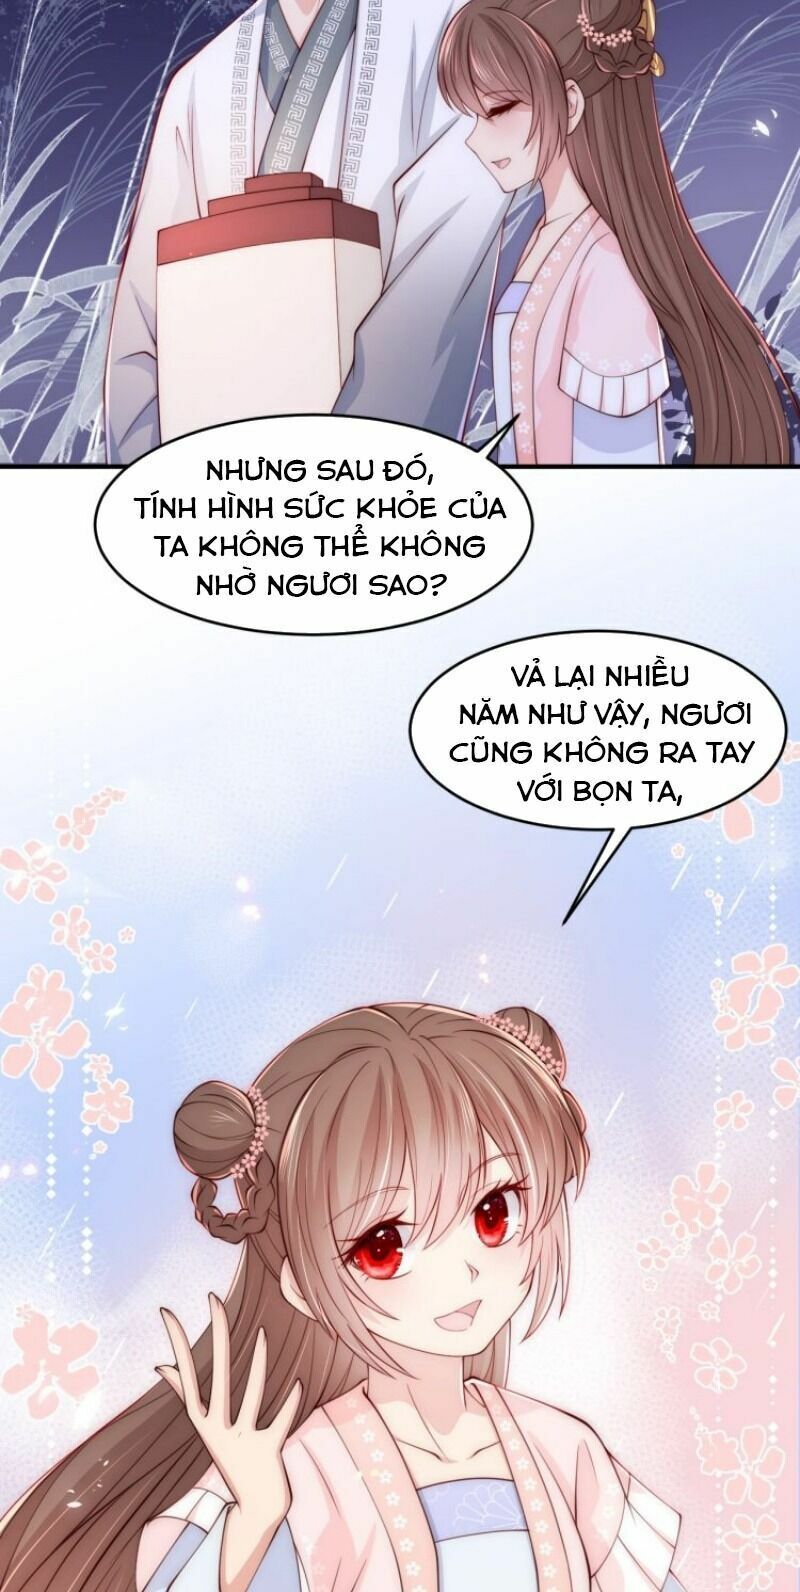 NHƯNG SAU ĐÓ,
TÍNH HÌNH SỨC KHỎE CỦA
TA KHÔNG THỂ KHÔNG
NHỜ NGƯƠI SAO?
VẢ LẠI NHIỀU
NĂM NHƯ VẬY, NGƯƠI
CŨNG KHÔNG RA TAY
VỚI BỌN TA,